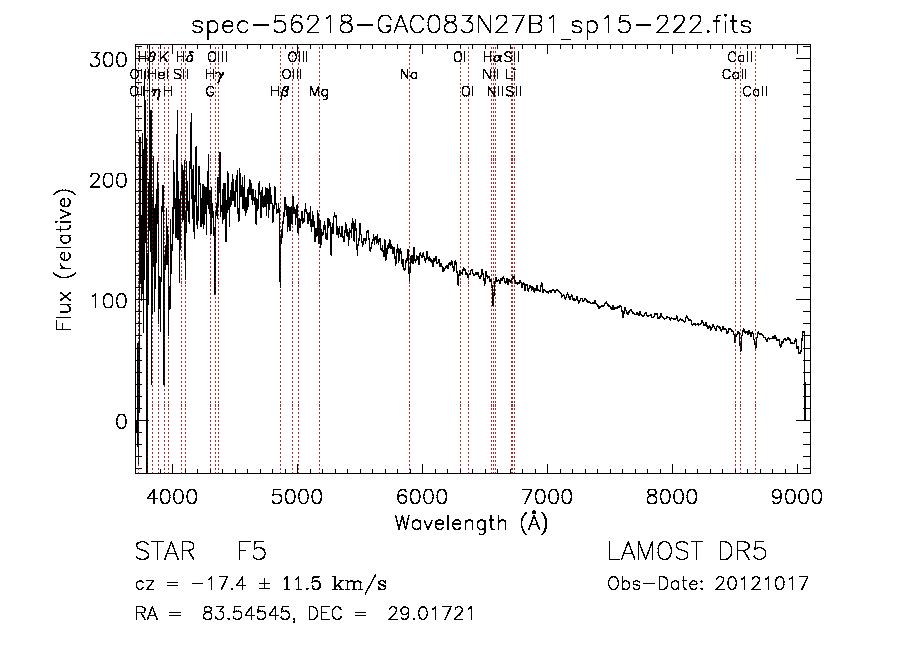 spec-56218-GAC083N27B1_sp15-222.fits
Hθ K Hδ OIII OIII OI Hα SII CaII
OII HeI SII Hγ OIII Na NII Li CaII
OII Hη H G Hβ Mg OI NII SII CaII
300
200
100
0
Flux (relative)
4000 5000 6000 7000 8000 9000
Wavelength (Å)
STAR F5 LAMOST DR5
cz = -17.4 ± 11.5 km/s Obs-Date: 20121017
RA = 83.54545, DEC = 29.01721